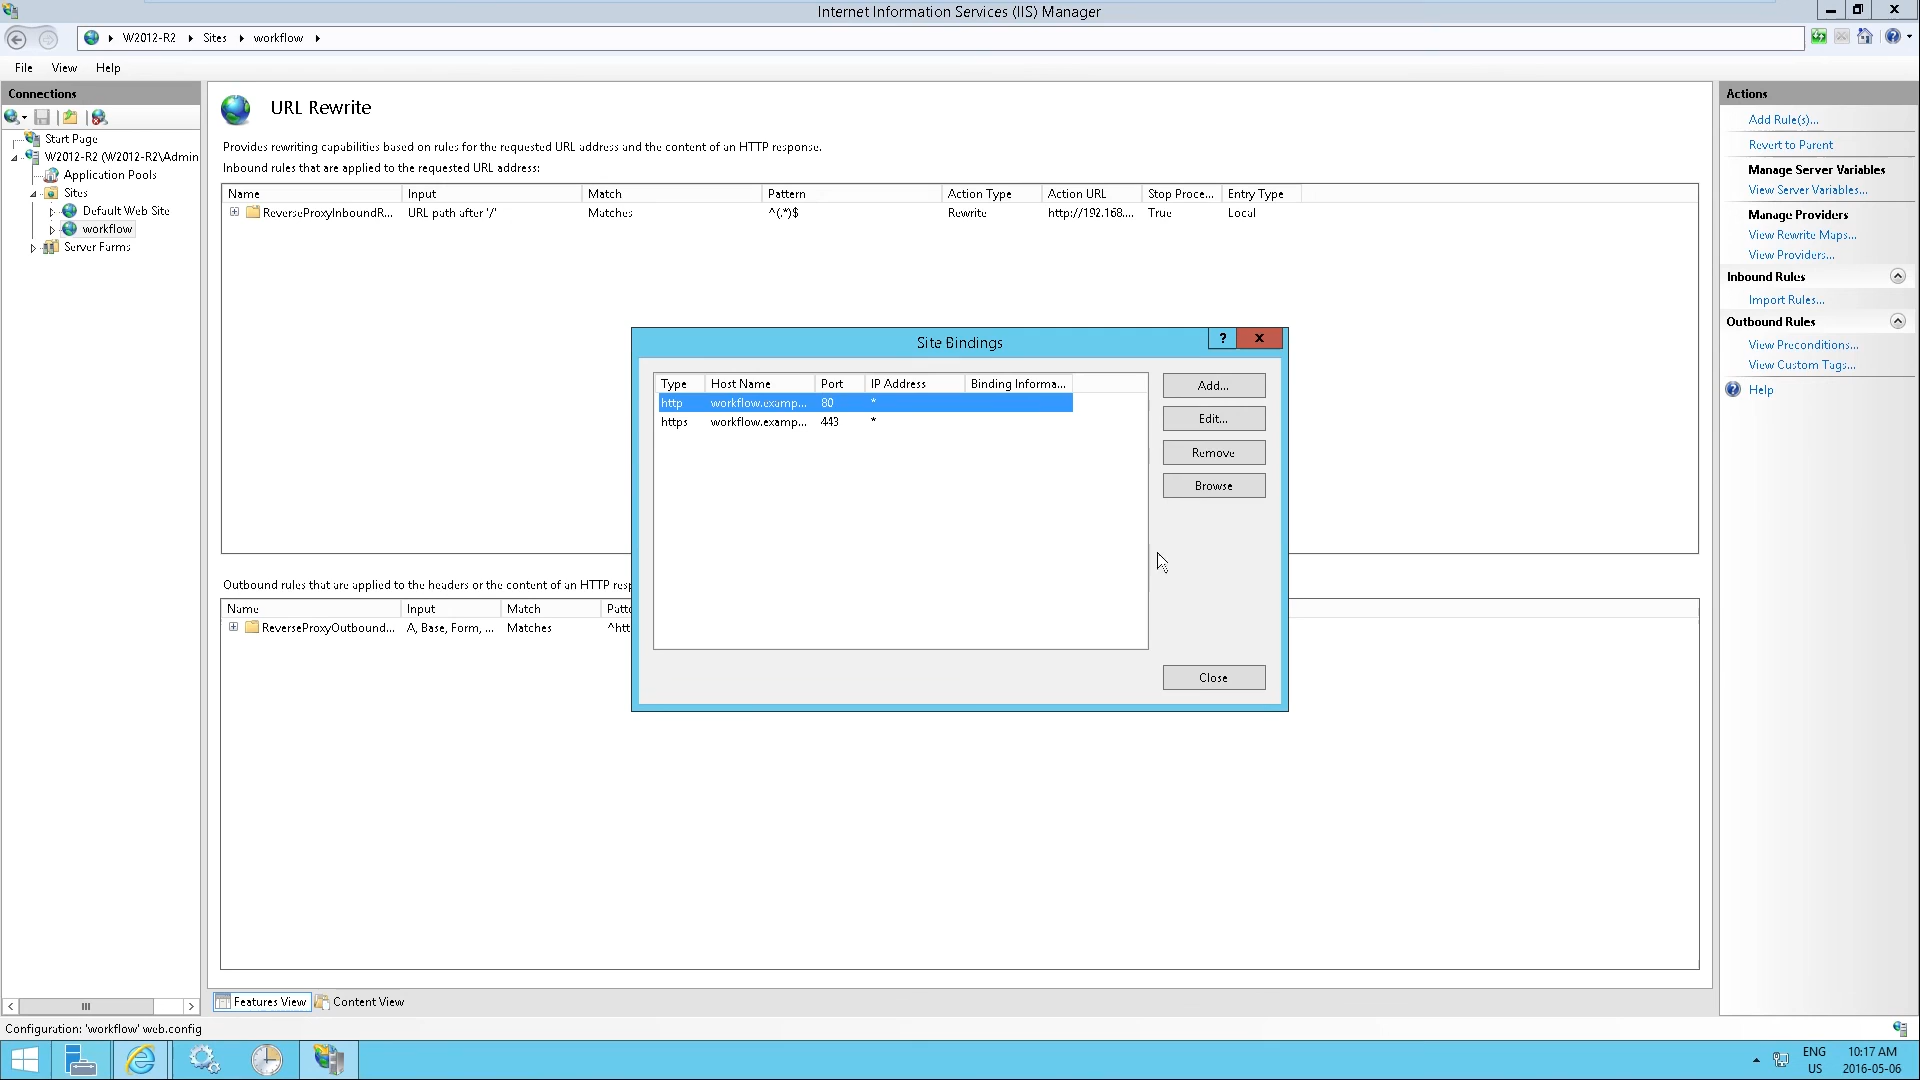 Internet Information Services (IIS) Manager
W2012-R2
Sites
workflow
File
View
Help
Connections
Start Page
W2012-R2 (W2012-R2\Admin
Application Pools
Sites
Default Web Site
workflow
Server Farms
URL Rewrite
Provides rewriting capabilities based on rules for the requested URL address and the content of an HTTP response.
Inbound rules that are applied to the requested URL address:
Name Input Match Pattern Action Type Action URL Stop Proce... Entry Type
ReverseProxyInboundR... URL path after '/' Matches ^(.*)$ Rewrite http://192.168.... True Local
Site Bindings
Type Host Name Port IP Address Binding Informa...
http workflow.examp... 80 *
https workflow.examp... 443 *
Add...
Edit...
Remove
Browse
Close
Outbound rules that are applied to the headers or the content of an HTTP resp
Name Input Match Patte
ReverseProxyOutbound... A, Base, Form, ... Matches ^htt
Features View
Content View
Actions
Add Rule(s)...
Revert to Parent
Manage Server Variables
View Server Variables...
Manage Providers
View Rewrite Maps...
View Providers...
Inbound Rules
Import Rules...
Outbound Rules
View Preconditions...
View Custom Tags...
Help
Configuration: 'workflow' web.config
ENG
US
10:17 AM
2016-05-06